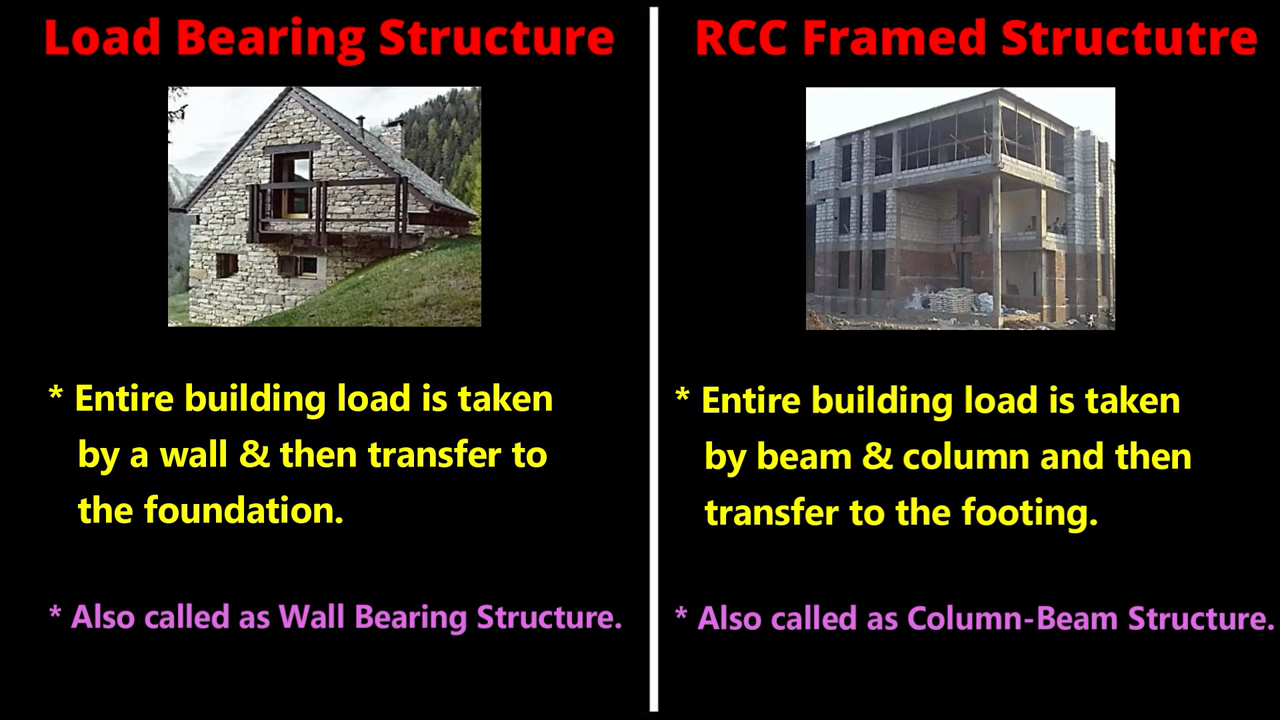 Load Bearing Structure
* Entire building load is taken
by a wall & then transfer to
the foundation.
* Also called as Wall Bearing Structure.
RCC Framed Structutre
* Entire building load is taken
by beam & column and then
transfer to the footing.
* Also called as Column-Beam Structure.